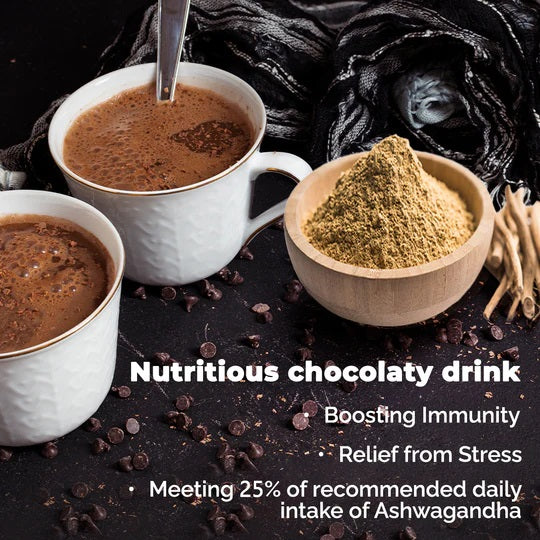 Nutritious chocolaty drink
Boosting Immunity
• Relief from Stress
• Meeting 25% of recommended daily
intake of Ashwagandha